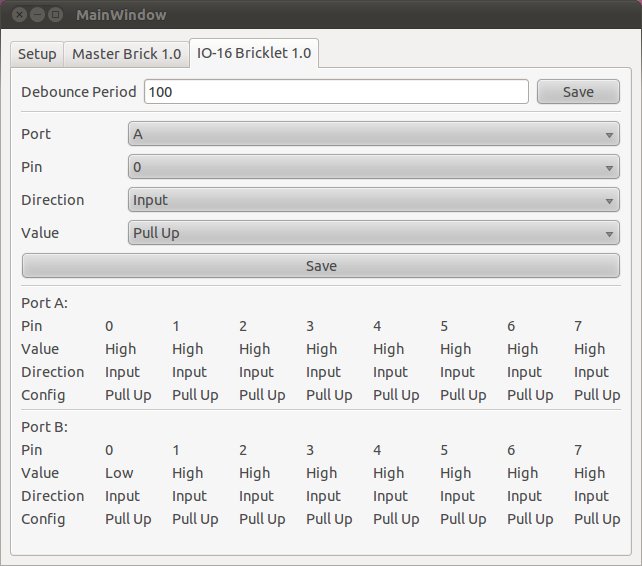 MainWindow
Setup Master Brick 1.0 IO-16 Bricklet 1.0
Debounce Period 100 Save
Port A
Pin 0
Direction Input
Value Pull Up
Save
Port A:
Pin 0 1 2 3 4 5 6 7
Value High High High High High High High High
Direction Input Input Input Input Input Input Input Input
Config Pull Up Pull Up Pull Up Pull Up Pull Up Pull Up Pull Up Pull Up
Port B:
Pin 0 1 2 3 4 5 6 7
Value Low High High High High High High High
Direction Input Input Input Input Input Input Input Input
Config Pull Up Pull Up Pull Up Pull Up Pull Up Pull Up Pull Up Pull Up